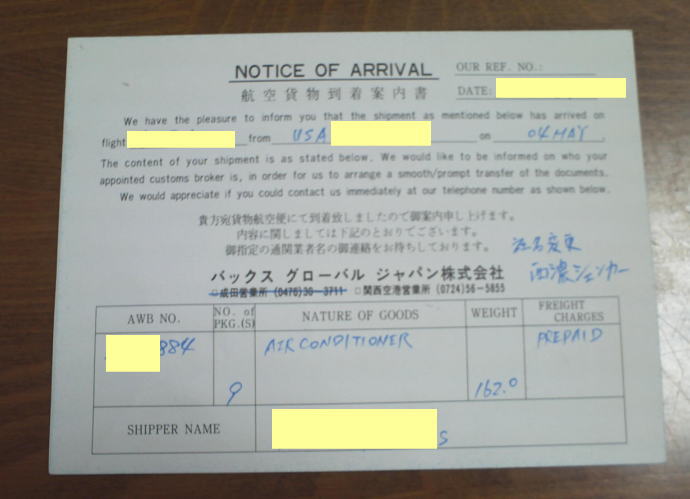 NOTICE OF ARRIVAL
OUR REF. NO.:
航空貨物到着案内書
DATE:
We have the pleasure to inform you that the shipment as mentioned below has arrived on
flight from USA on 04 MAY
The content of your shipment is as stated below. We would like to be informed on who your
appointed customs broker is, in order for us to arrange a smooth/prompt transfer of the documents.
We would appreciate if you could contact us immediately at our telephone number as shown below.
貴方宛貨物航空便にて到着致しましたので御案内申し上げます。
内容に関しましては下記のとおりでございます。
御指定の通関業者名の御連絡をお待ちしております。
社名変更
西濃シェンカー
バックス グローバル ジャパン株式会社
□成田営業所 (0476)30-3711 □関西空港営業所 (0724)56-5855
AWB NO. NO. of PKG.(S) NATURE OF GOODS WEIGHT FREIGHT CHARGES
884 9 AIR CONDITIONER 162.0 PREPAID
SHIPPER NAME S